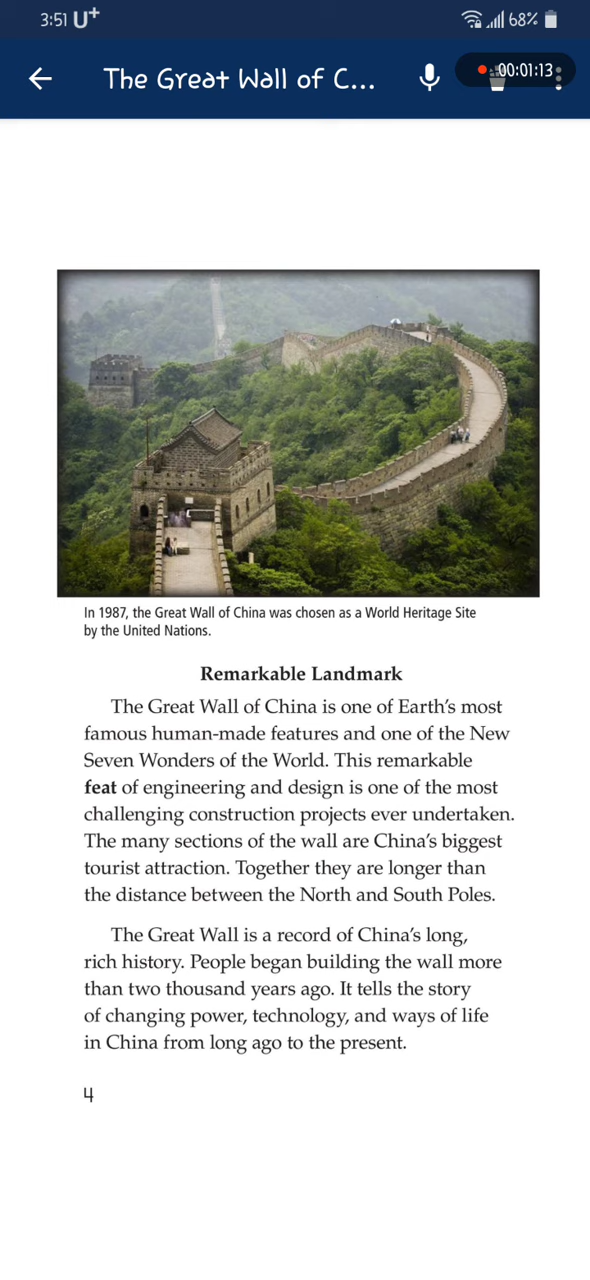 3:51 U+ 68%
The Great Wall of C... 00:01:13
In 1987, the Great Wall of China was chosen as a World Heritage Site
by the United Nations.
Remarkable Landmark
The Great Wall of China is one of Earth's most
famous human-made features and one of the New
Seven Wonders of the World. This remarkable
feat of engineering and design is one of the most
challenging construction projects ever undertaken.
The many sections of the wall are China's biggest
tourist attraction. Together they are longer than
the distance between the North and South Poles.
The Great Wall is a record of China's long,
rich history. People began building the wall more
than two thousand years ago. It tells the story
of changing power, technology, and ways of life
in China from long ago to the present.
4